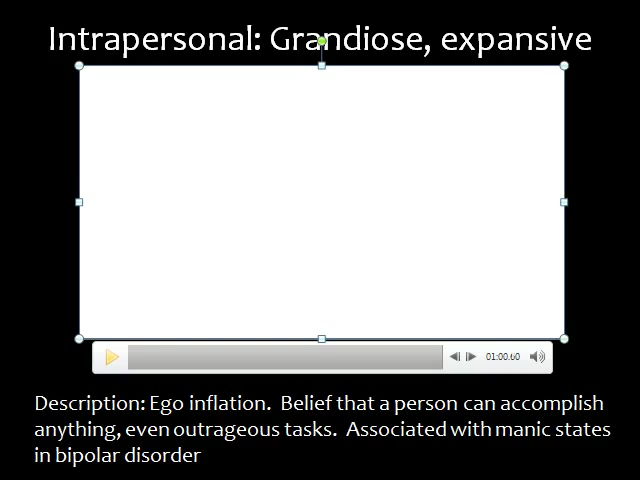 Intrapersonal: Grandiose, expansive
01:00.60
Description: Ego inflation.  Belief that a person can accomplish
anything, even outrageous tasks.  Associated with manic states
in bipolar disorder